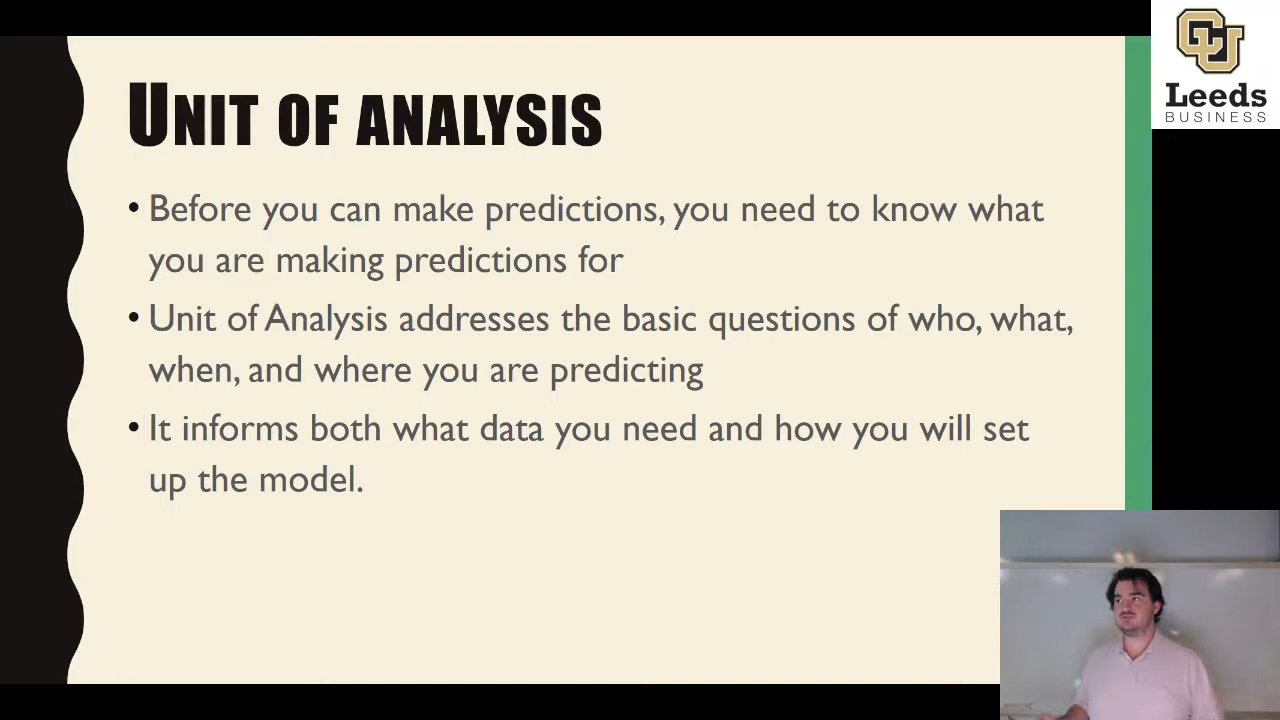 UNIT OF ANALYSIS
• Before you can make predictions, you need to know what
you are making predictions for
• Unit of Analysis addresses the basic questions of who, what,
when, and where you are predicting
• It informs both what data you need and how you will set
up the model.
CU
Leeds
BUSINESS